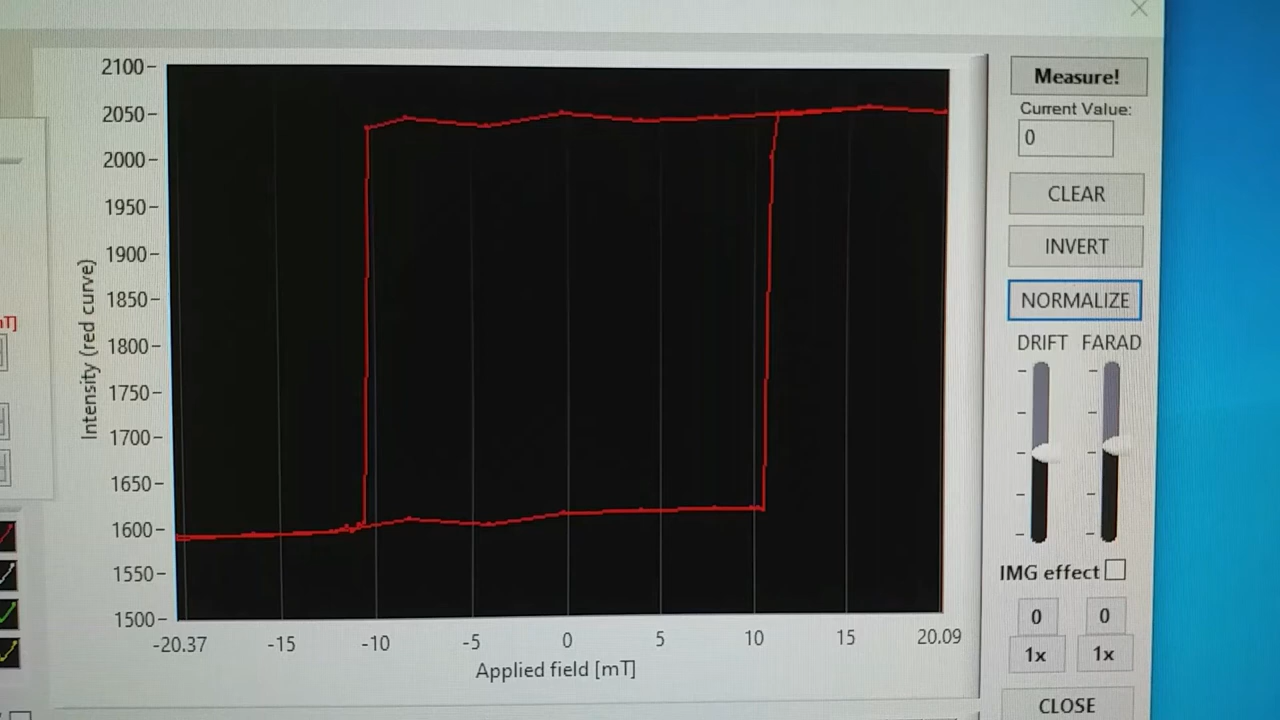 Measure!
Current Value:
0
CLEAR
INVERT
NORMALIZE
DRIFT FARAD
IMG effect
0 0
1x 1x
CLOSE
2100
2050
2000
1950
1900
1850
1800
1750
1700
1650
1600
1550
1500
Intensity (red curve)
-20.37 -15 -10 -5 0 5 10 15 20.09
Applied field [mT]
nT]